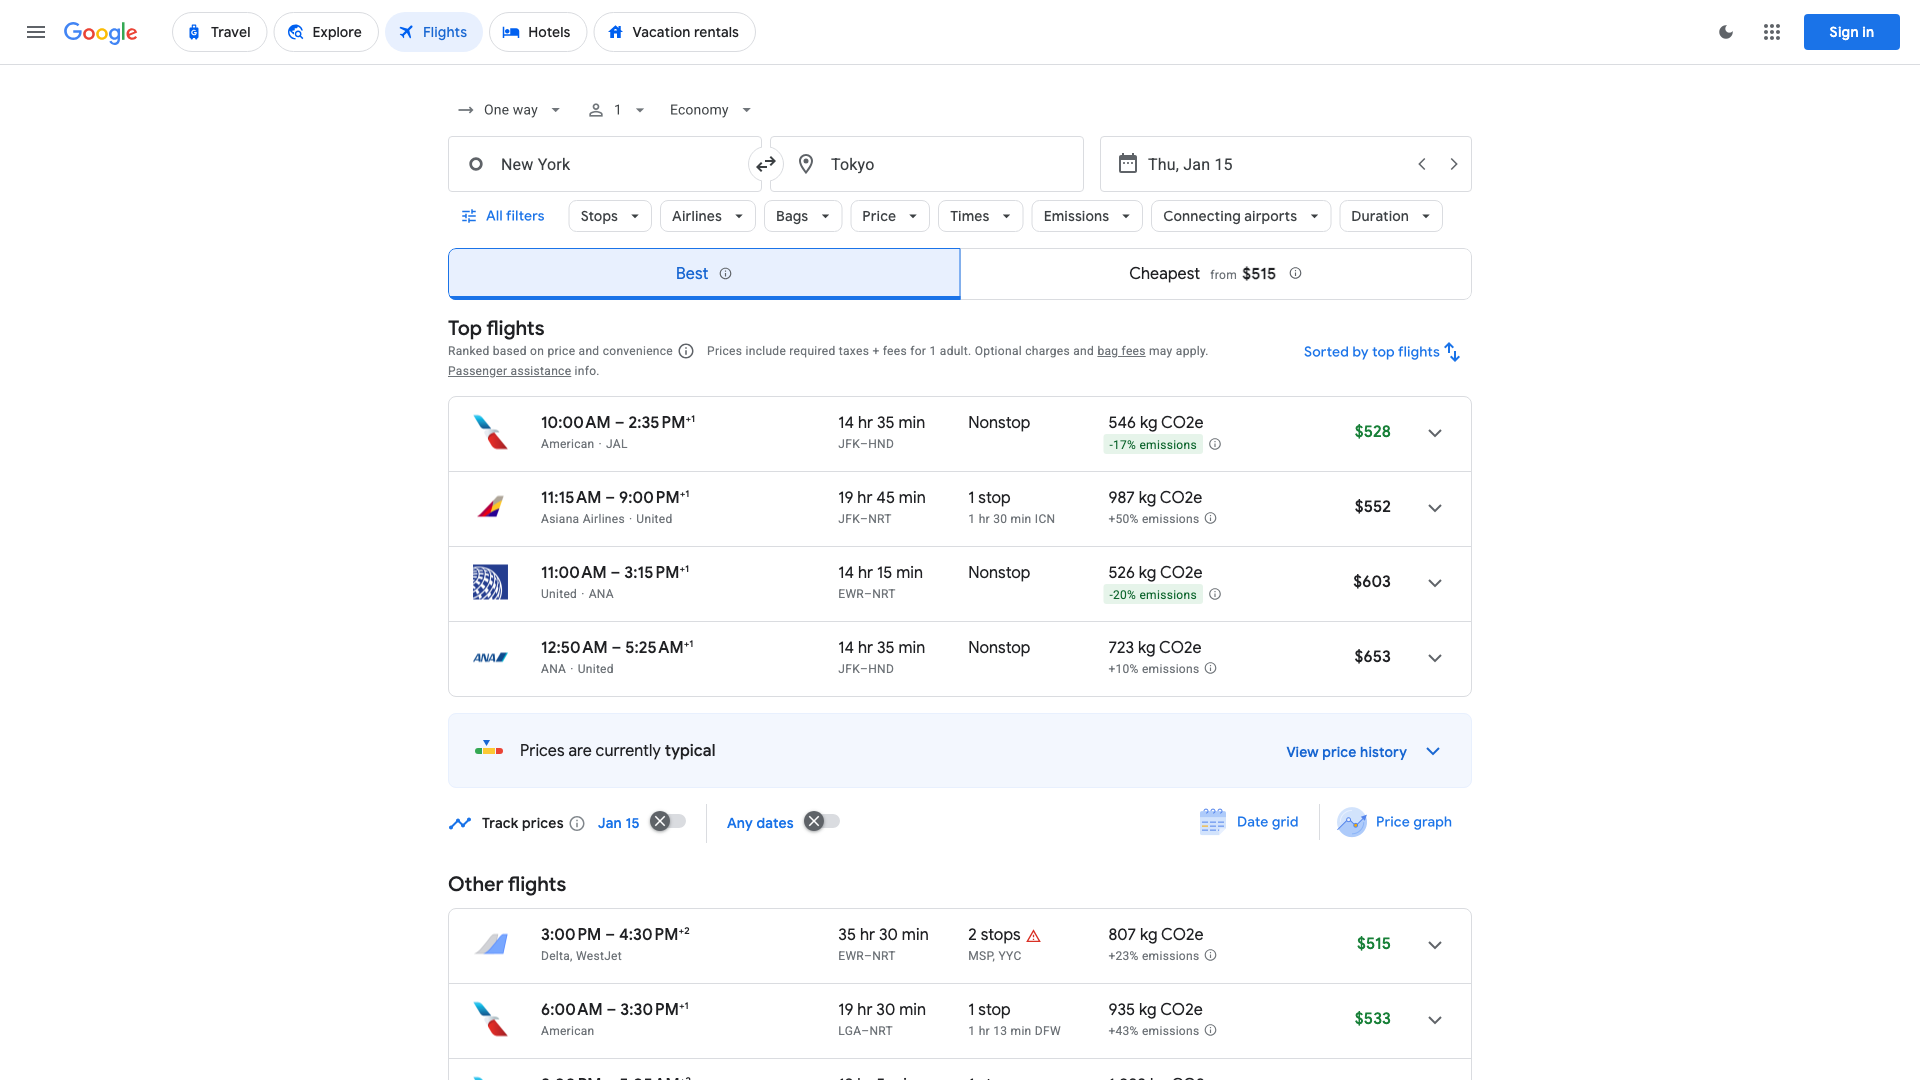 Google
Travel
Explore
Flights
Hotels
Vacation rentals
Sign in
One way
1
Economy
New York
Tokyo
Thu, Jan 15
All filters
Stops
Airlines
Bags
Price
Times
Emissions
Connecting airports
Duration
Best
Cheapest from $515
Top flights
Ranked based on price and convenience
Prices include required taxes + fees for 1 adult. Optional charges and bag fees may apply.
Passenger assistance info.
Sorted by top flights
10:00 AM – 2:35 PM+1
American · JAL
14 hr 35 min
JFK–HND
Nonstop
546 kg CO2e
-17% emissions
$528
11:15 AM – 9:00 PM+1
Asiana Airlines · United
19 hr 45 min
JFK–NRT
1 stop
1 hr 30 min ICN
987 kg CO2e
+50% emissions
$552
11:00 AM – 3:15 PM+1
United · ANA
14 hr 15 min
EWR–NRT
Nonstop
526 kg CO2e
-20% emissions
$603
ANA
12:50 AM – 5:25 AM+1
ANA · United
14 hr 35 min
JFK–HND
Nonstop
723 kg CO2e
+10% emissions
$653
Prices are currently typical
View price history
Track prices
Jan 15
Any dates
Date grid
Price graph
Other flights
3:00 PM – 4:30 PM+2
Delta, WestJet
35 hr 30 min
EWR–NRT
2 stops
MSP, YYC
807 kg CO2e
+23% emissions
$515
6:00 AM – 3:30 PM+1
American
19 hr 30 min
LGA–NRT
1 stop
1 hr 13 min DFW
935 kg CO2e
+43% emissions
$533